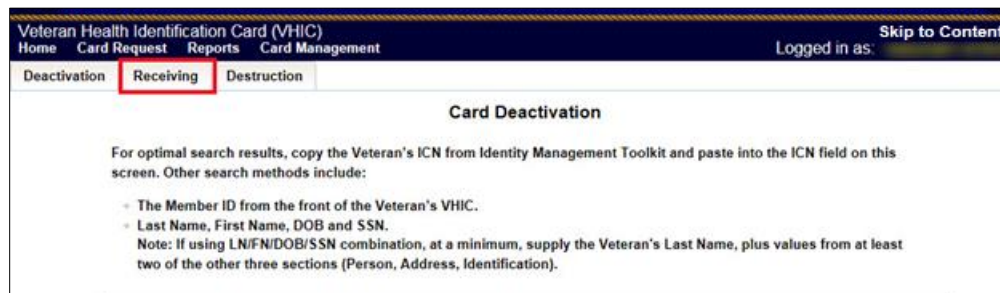 Veteran Health Identification Card (VHIC)
Skip to Content
Home Card Request Reports Card Management
Logged in as:
Deactivation Receiving Destruction
Card Deactivation
For optimal search results, copy the Veteran's ICN from Identity Management Toolkit and paste into the ICN field on this
screen. Other search methods include:
The Member ID from the front of the Veteran's VHIC.
Last Name, First Name, DOB and SSN.
Note: If using LN/FN/DOB/SSN combination, at a minimum, supply the Veteran's Last Name, plus values from at least
two of the other three sections (Person, Address, Identification).